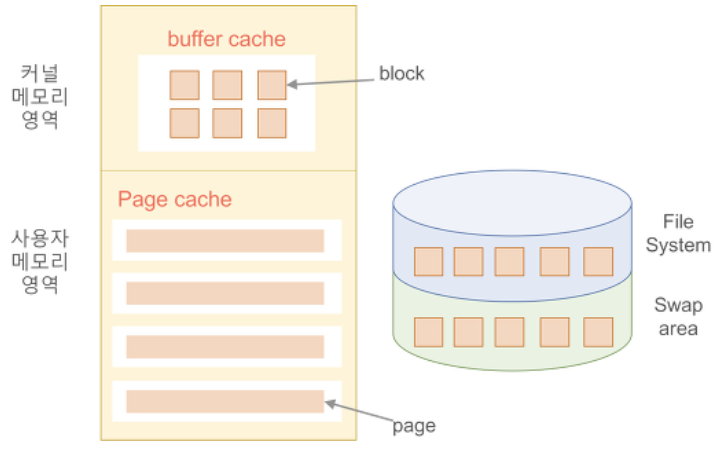 buffer cache
커널
메모리
영역
block
Page cache
사용자
메모리
영역
File
System
Swap
area
page